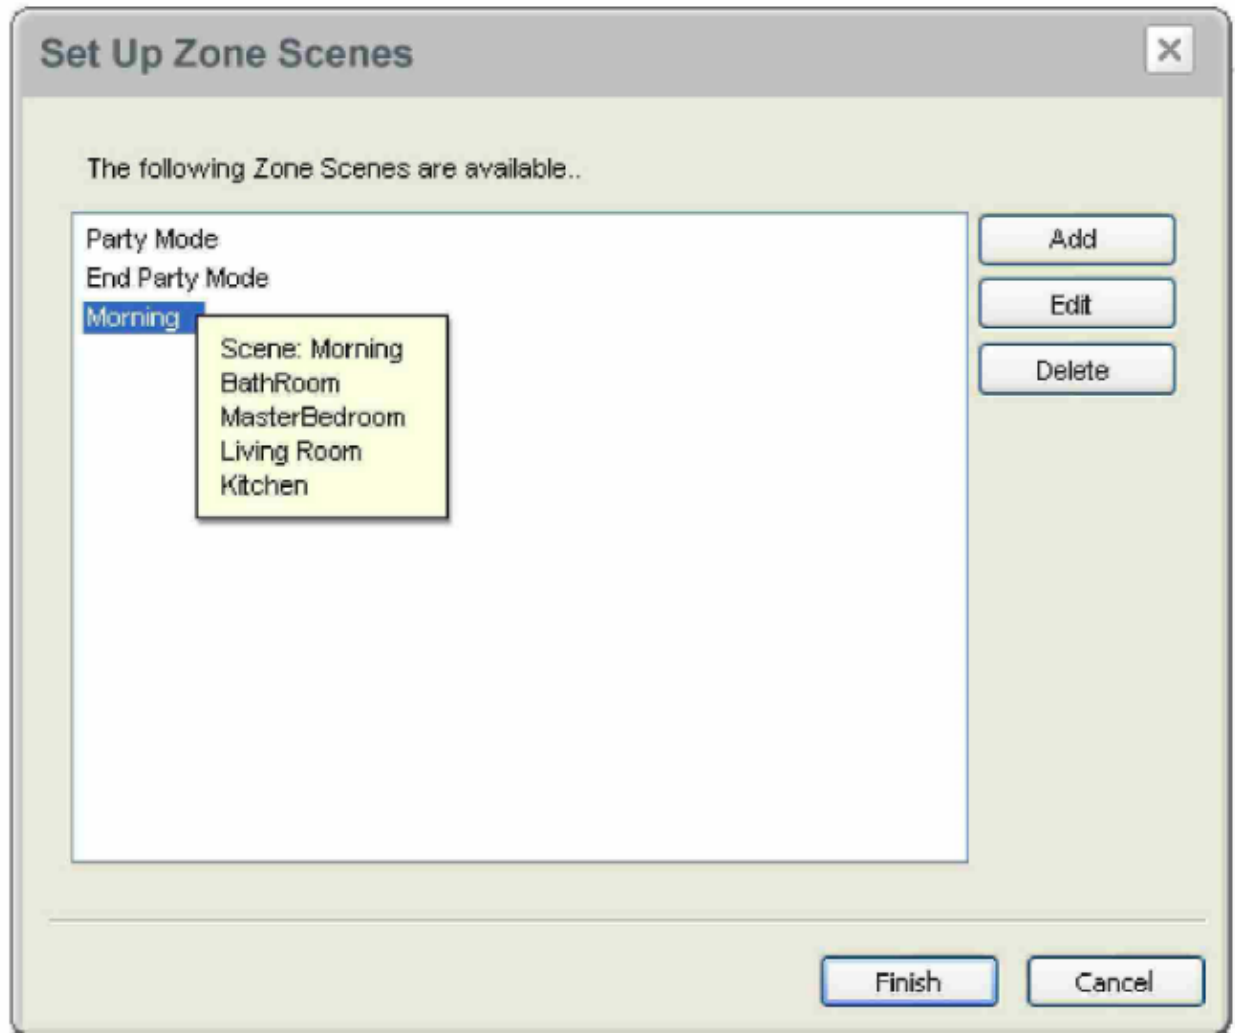 Set Up Zone Scenes
The following Zone Scenes are available..
Party Mode
End Party Mode
Morning
Scene: Morning
BathRoom
MasterBedroom
Living Room
Kitchen
Add
Edit
Delete
Finish
Cancel